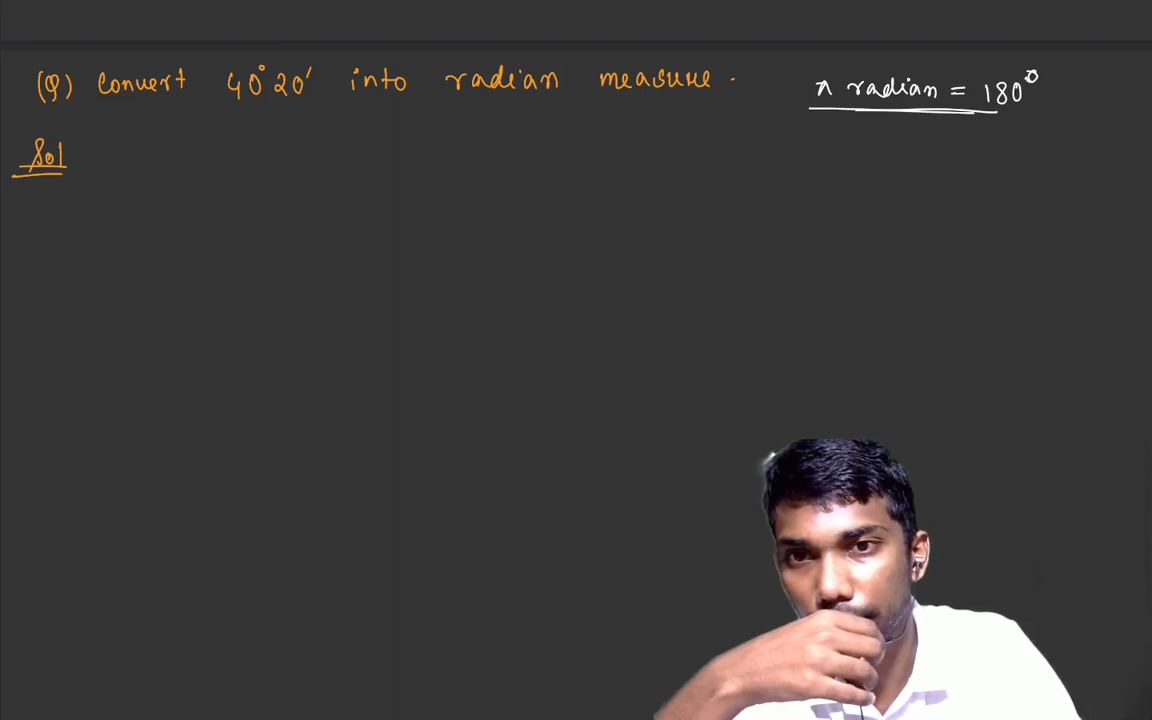 (Q) Convert 40° 20′ into radian measure.
π radian = 180°
Sol